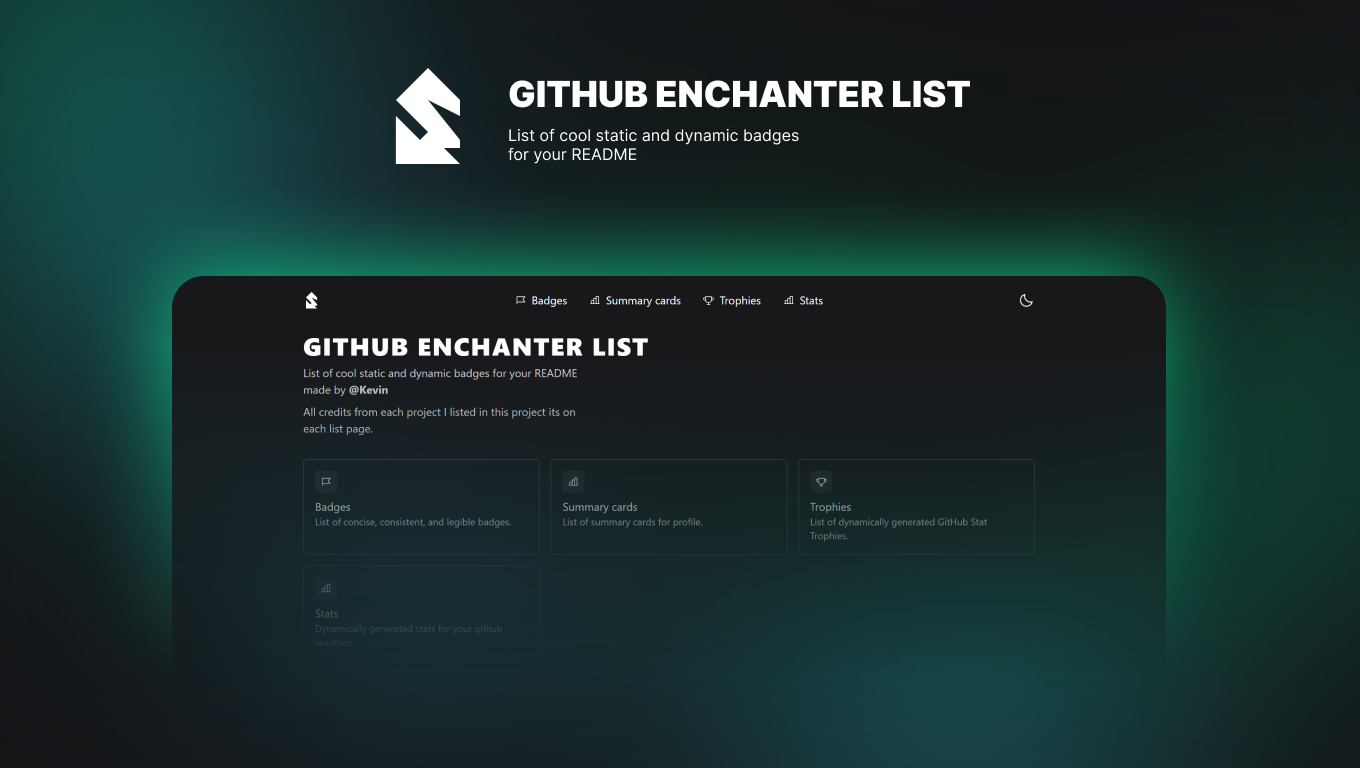 GITHUB ENCHANTER LIST
List of cool static and dynamic badges
for your README
Badges Summary cards Trophies Stats
GITHUB ENCHANTER LIST
List of cool static and dynamic badges for your README
made by @Kevin
All credits from each project I listed in this project its on
each list page.
Badges
List of concise, consistent, and legible badges.
Summary cards
List of summary cards for profile.
Trophies
List of dynamically generated GitHub Stat
Trophies.
Stats
Dynamically generated stats for your github
readmes